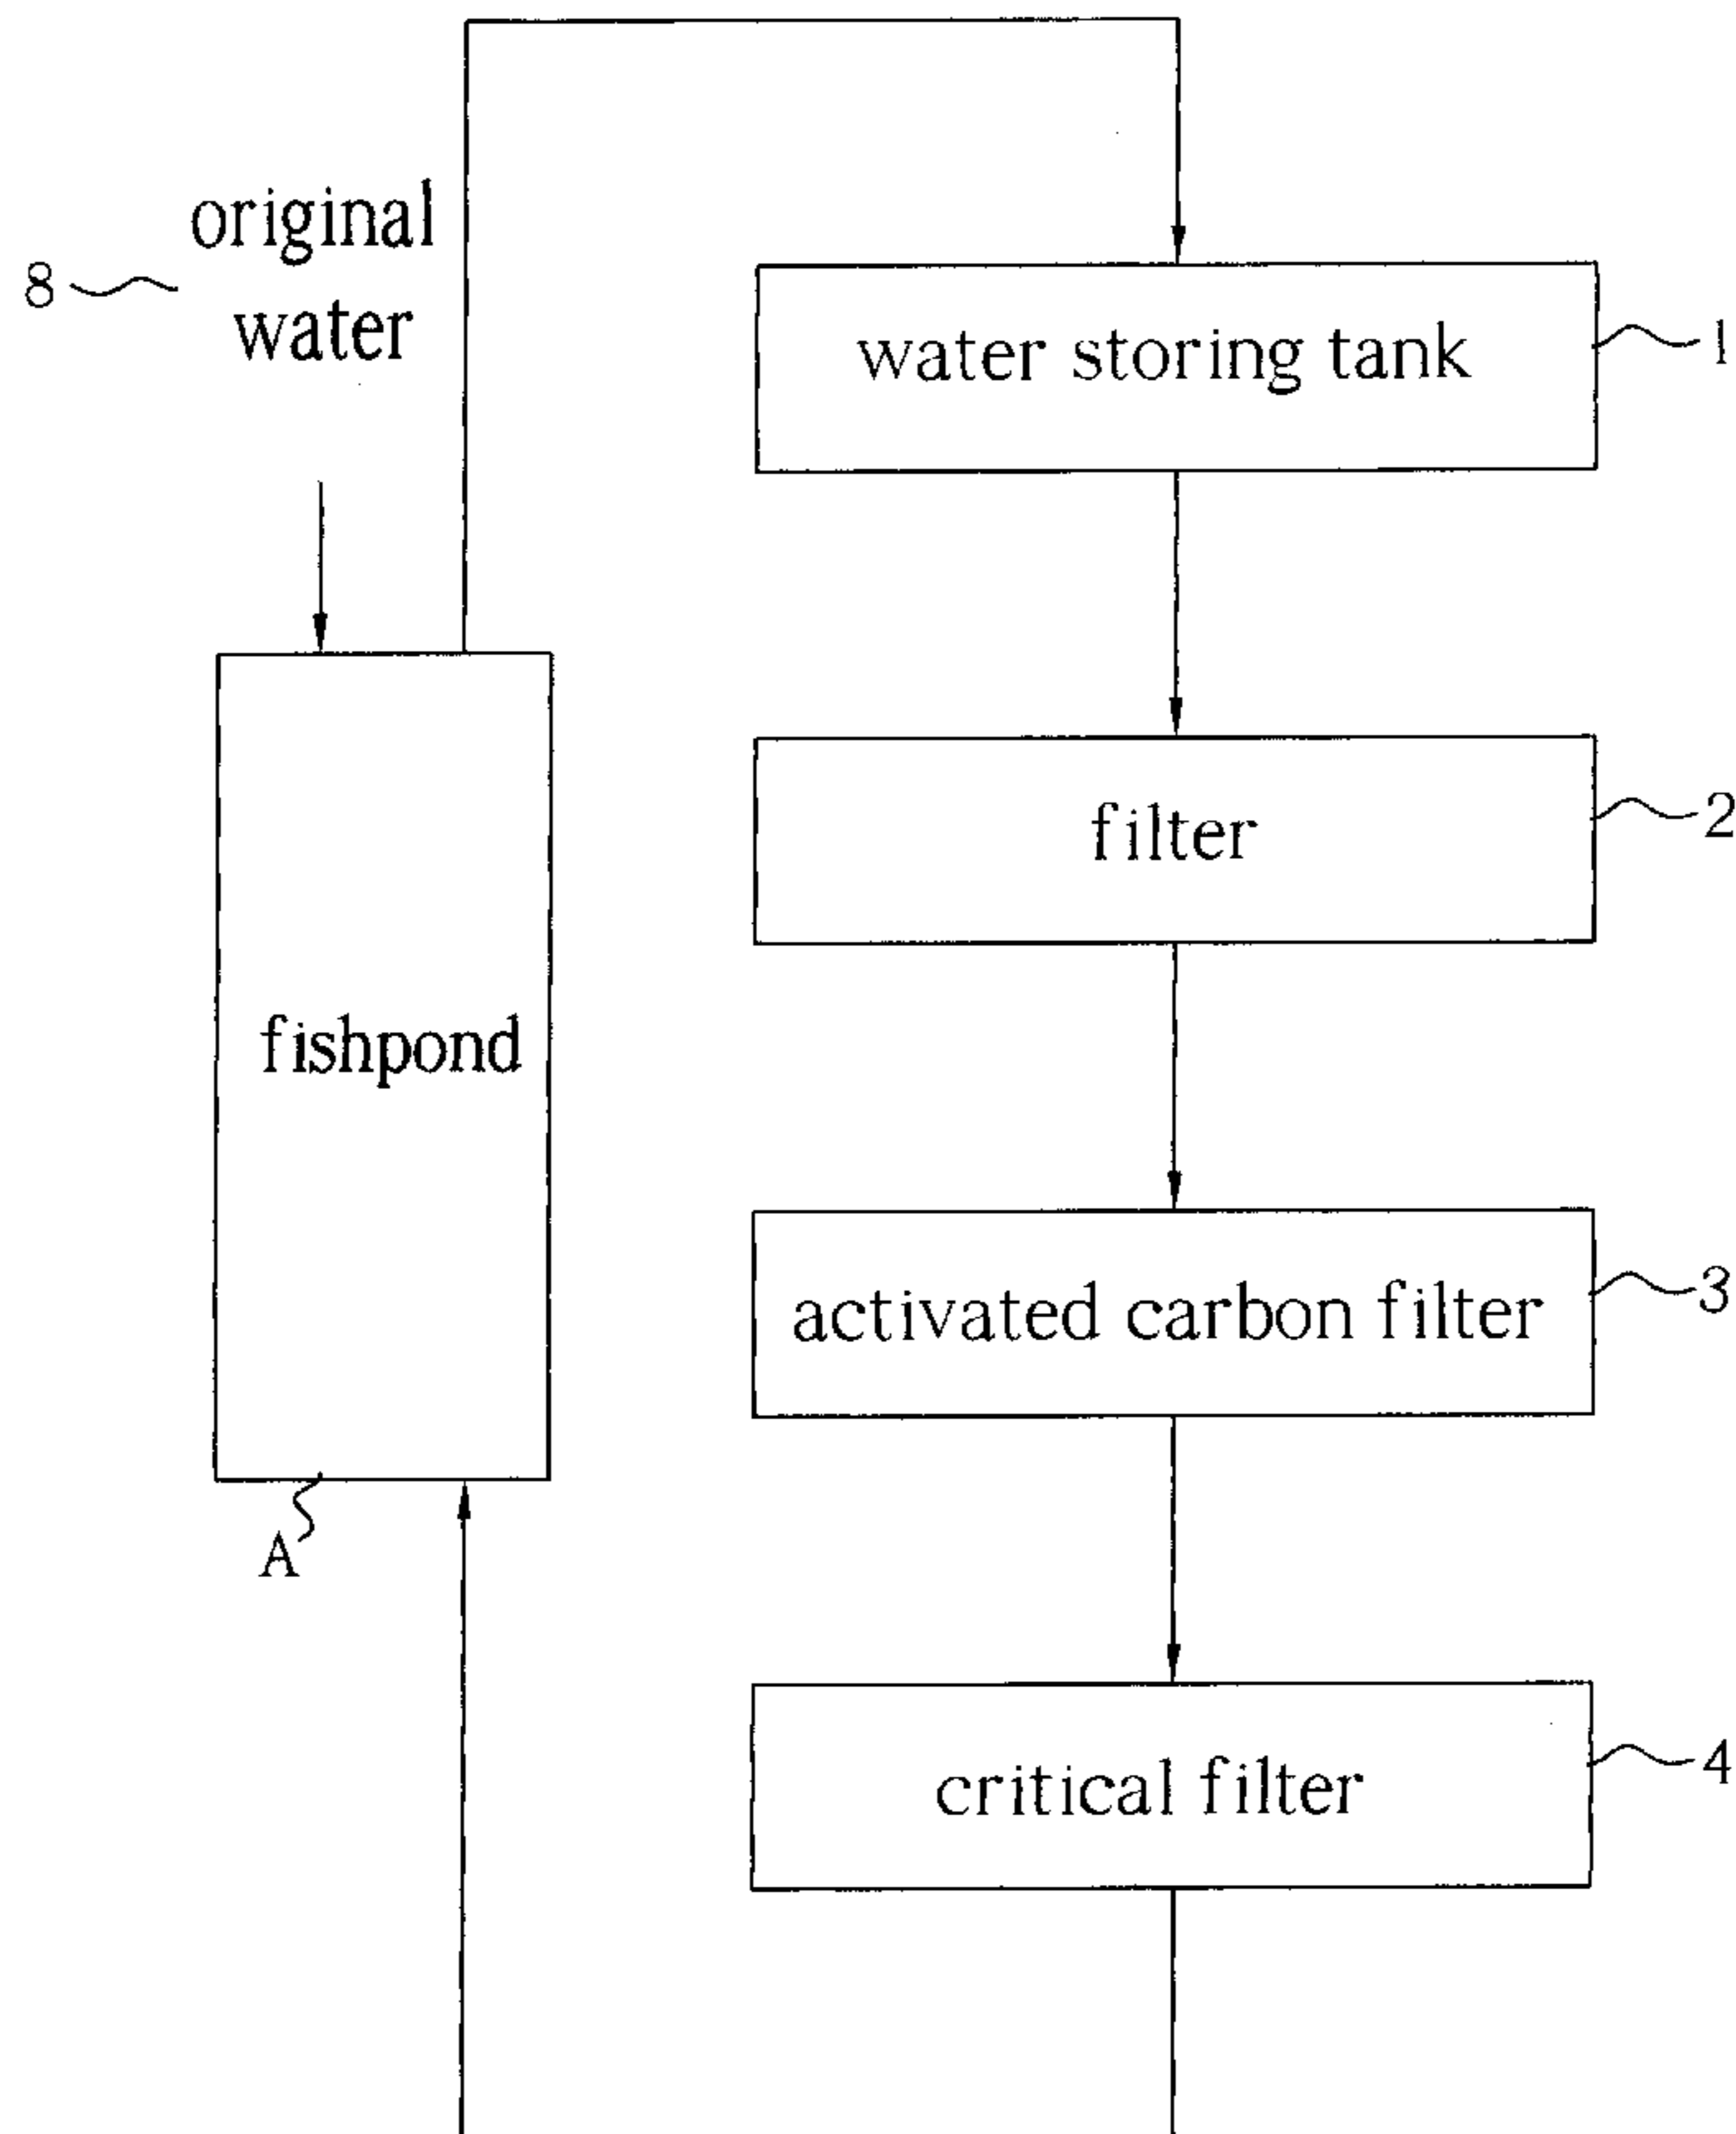 original
water
8
water storing tank
1
filter
2
fishpond
activated carbon filter
3
A
critical filter
4